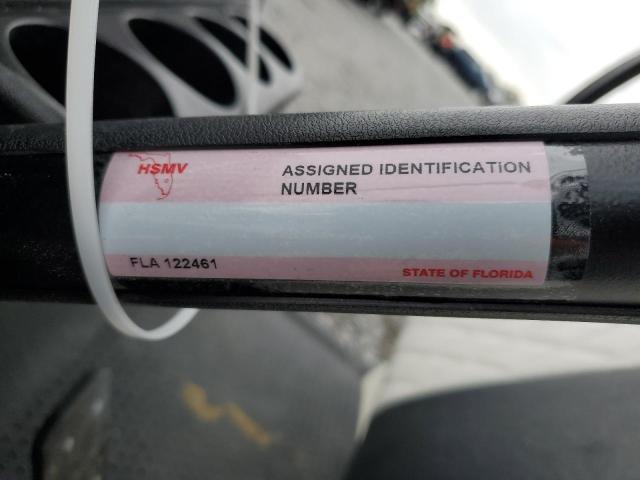 HSMV
ASSIGNED IDENTIFICATION
NUMBER
FLA 122461
STATE OF FLORIDA